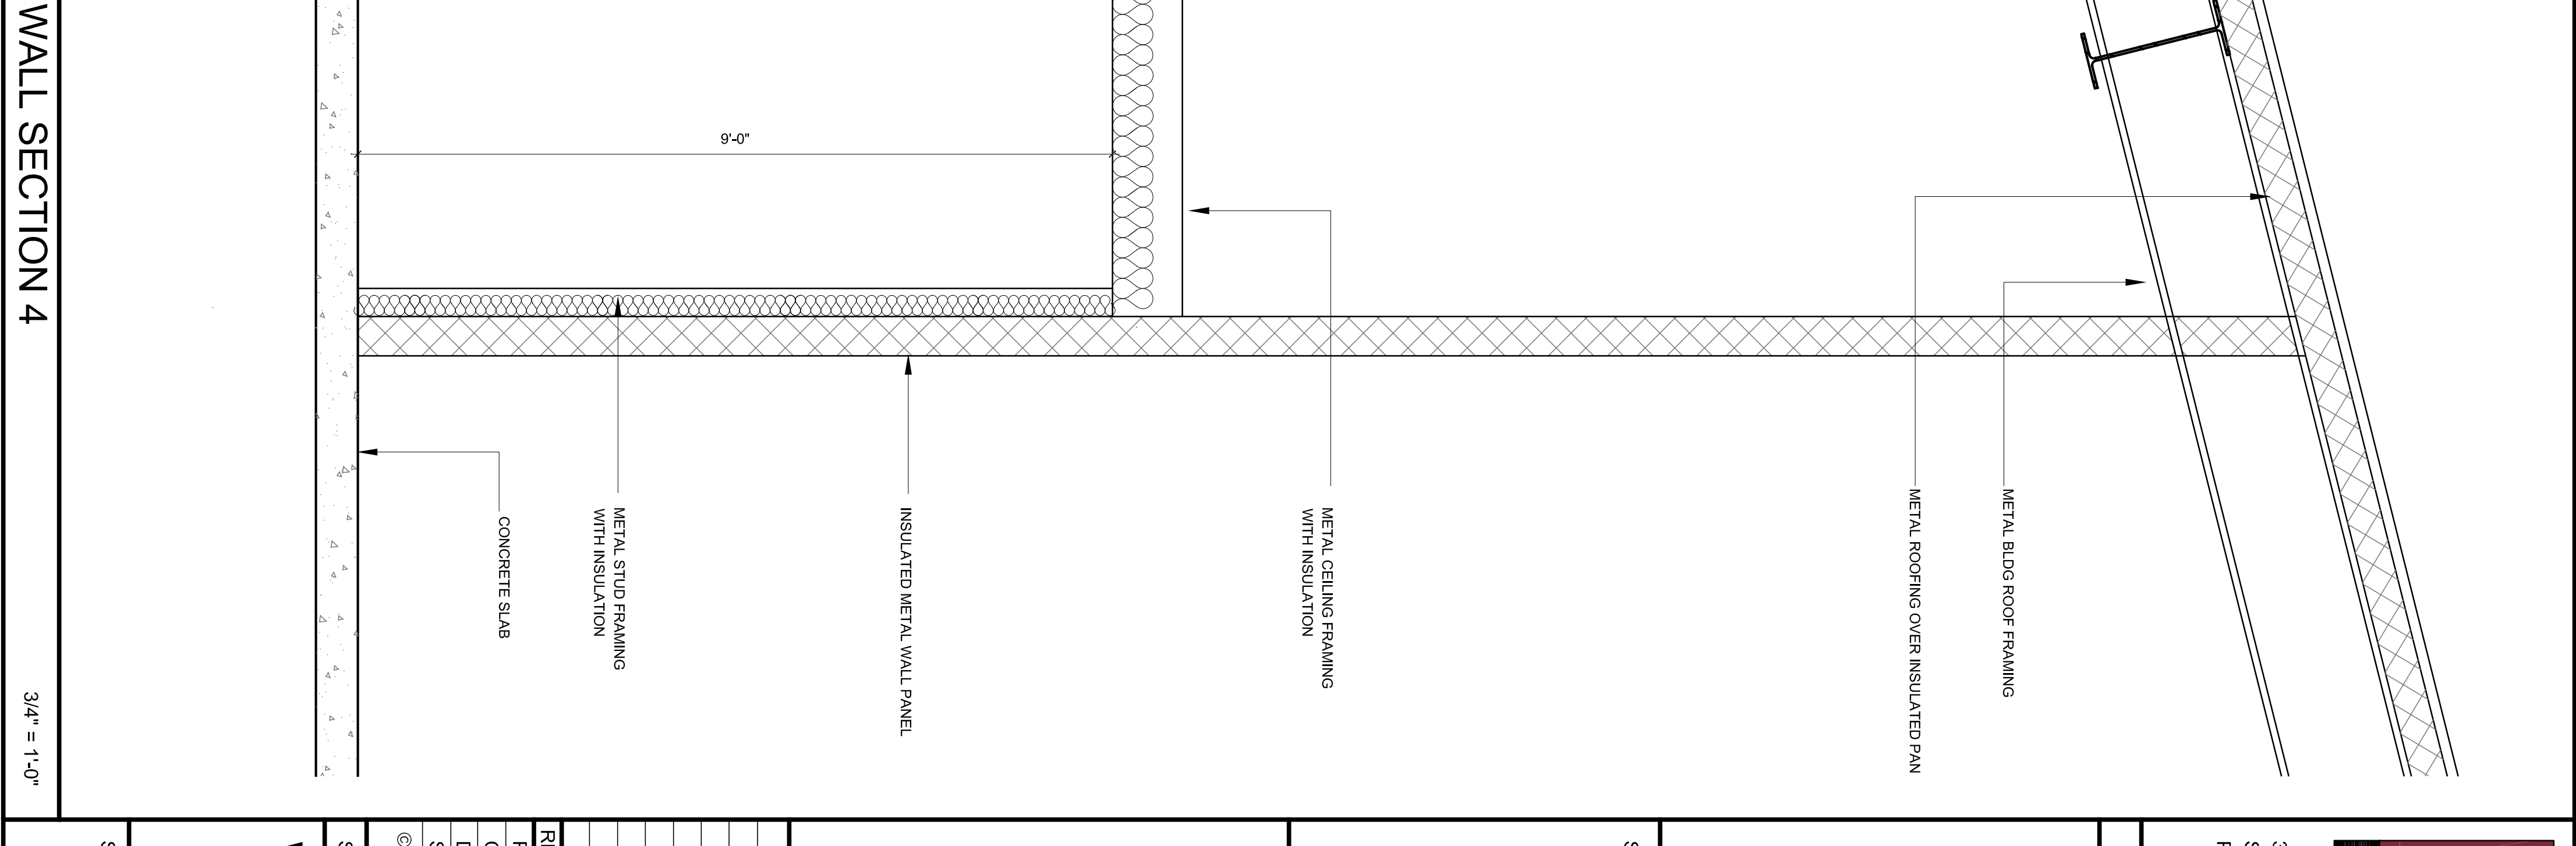 METAL ROOFING OVER INSULATED PAN
METAL BLDG ROOF FRAMING
METAL CEILING FRAMING
WITH INSULATION
9'-0"
INSULATED METAL WALL PANEL
METAL STUD FRAMING
WITH INSULATION
CONCRETE SLAB
WALL SECTION 4
3/4" = 1'-0"
©